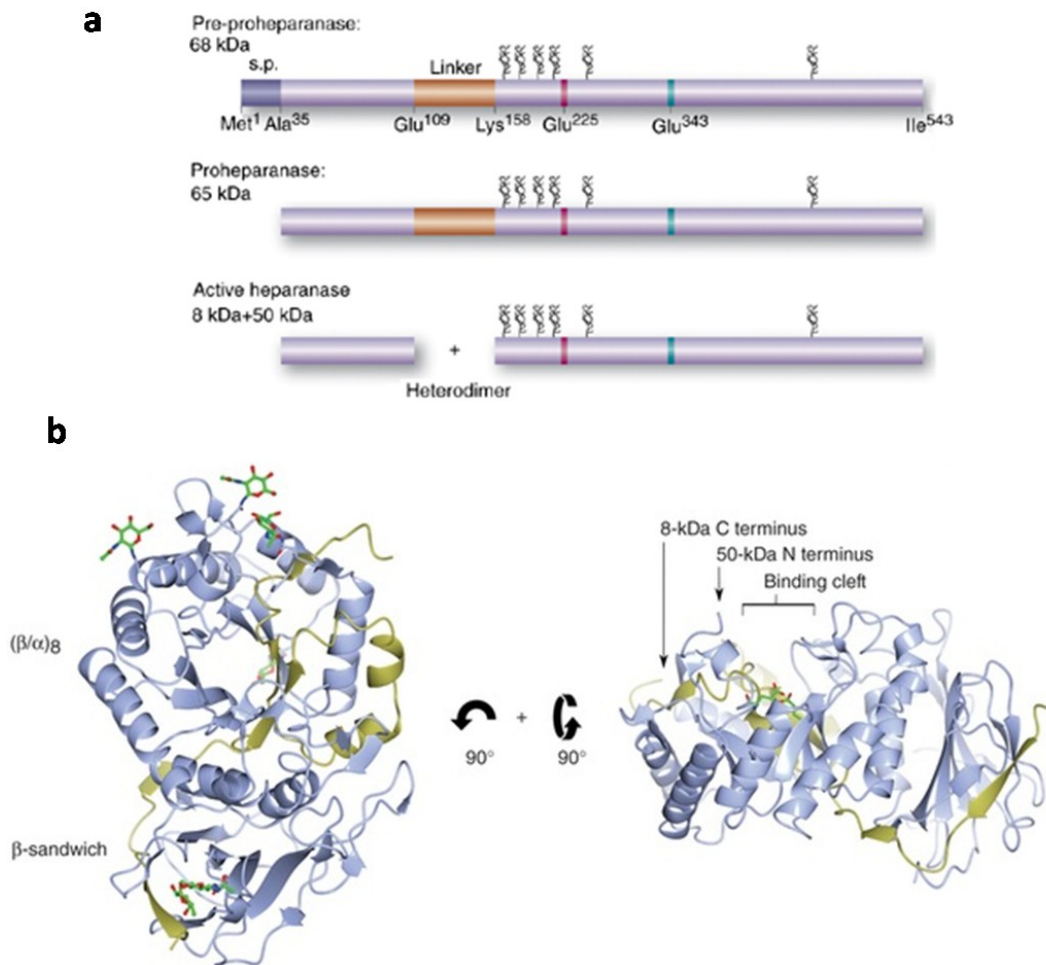 a
Pre-proheparanase:
68 kDa
s.p.
Linker
Met¹ Ala³⁵ Glu¹⁰⁹ Lys¹⁵⁸ Glu²²⁵ Glu³⁴³ Ile⁵⁴³
Proheparanase:
65 kDa
Active heparanase
8 kDa+50 kDa
+
Heterodimer
b
(β/α)8
β-sandwich
90° + 90°
8-kDa C terminus
50-kDa N terminus
Binding cleft